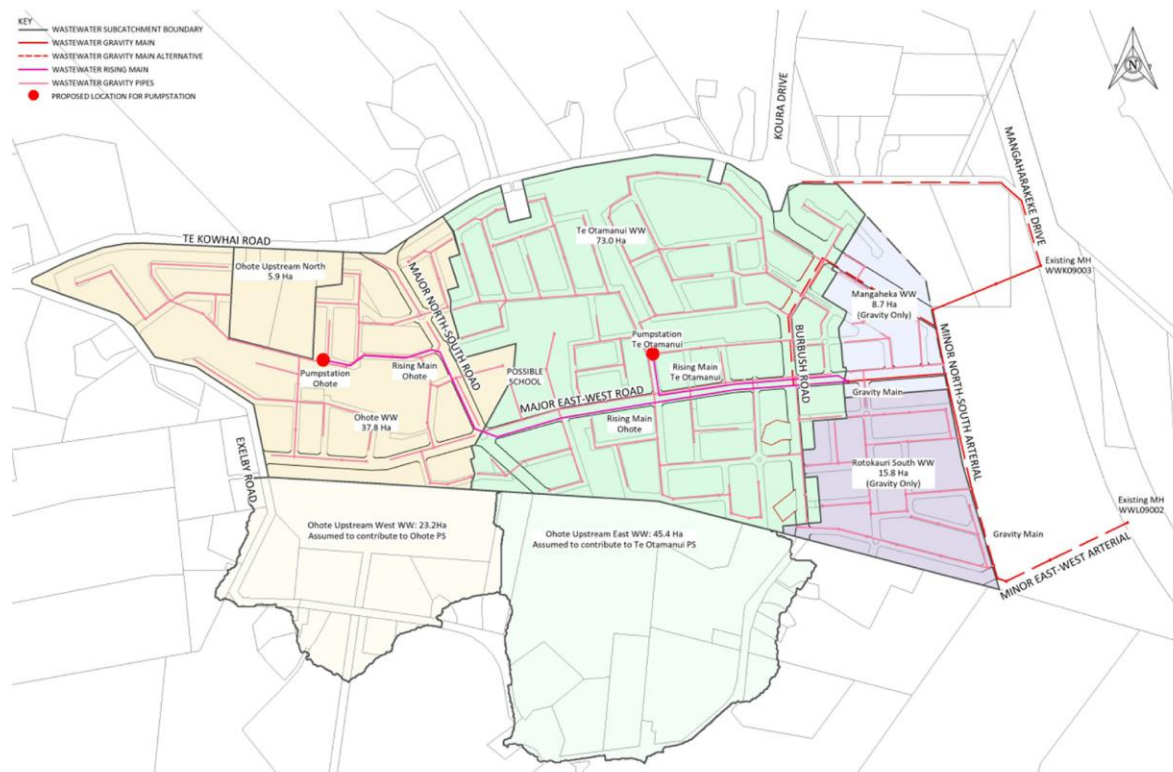 KEY
WASTEWATER SUBCATCHMENT BOUNDARY
WASTEWATER GRAVITY MAIN
WASTEWATER GRAVITY MAIN ALTERNATIVE
WASTEWATER RISING MAIN
WASTEWATER GRAVITY PIPES
PROPOSED LOCATION FOR PUMPSTATION
N
KOURA DRIVE
MANGAHARAKEKE DRIVE
TE KOWHAI ROAD
Te Otamanui WW
73.0 Ha
Ohote Upstream North
5.9 Ha
MAJOR NORTH-SOUTH ROAD
Existing MH
WWK09003
Mangaheka WW
8.7 Ha
(Gravity Only)
Pumpstation
Te Otamanui
BURBUSH ROAD
MINOR NORTH-SOUTH ARTERIAL
Pumpstation
Ohote
Rising Main
Ohote
POSSIBLE
SCHOOL
Rising Main
Te Otamanui
MAJOR EAST-WEST ROAD
Gravity Main
Rising Main
Ohote
Ohote WW
37.8 Ha
EXELBY ROAD
Rotokauri South WW
15.8 Ha
(Gravity Only)
Existing MH
WWL09002
Ohote Upstream West WW: 23.2Ha
Assumed to contribute to Ohote PS
Ohote Upstream East WW: 45.4 Ha
Assumed to contribute to Te Otamanui PS
Gravity Main
MINOR EAST-WEST ARTERIAL